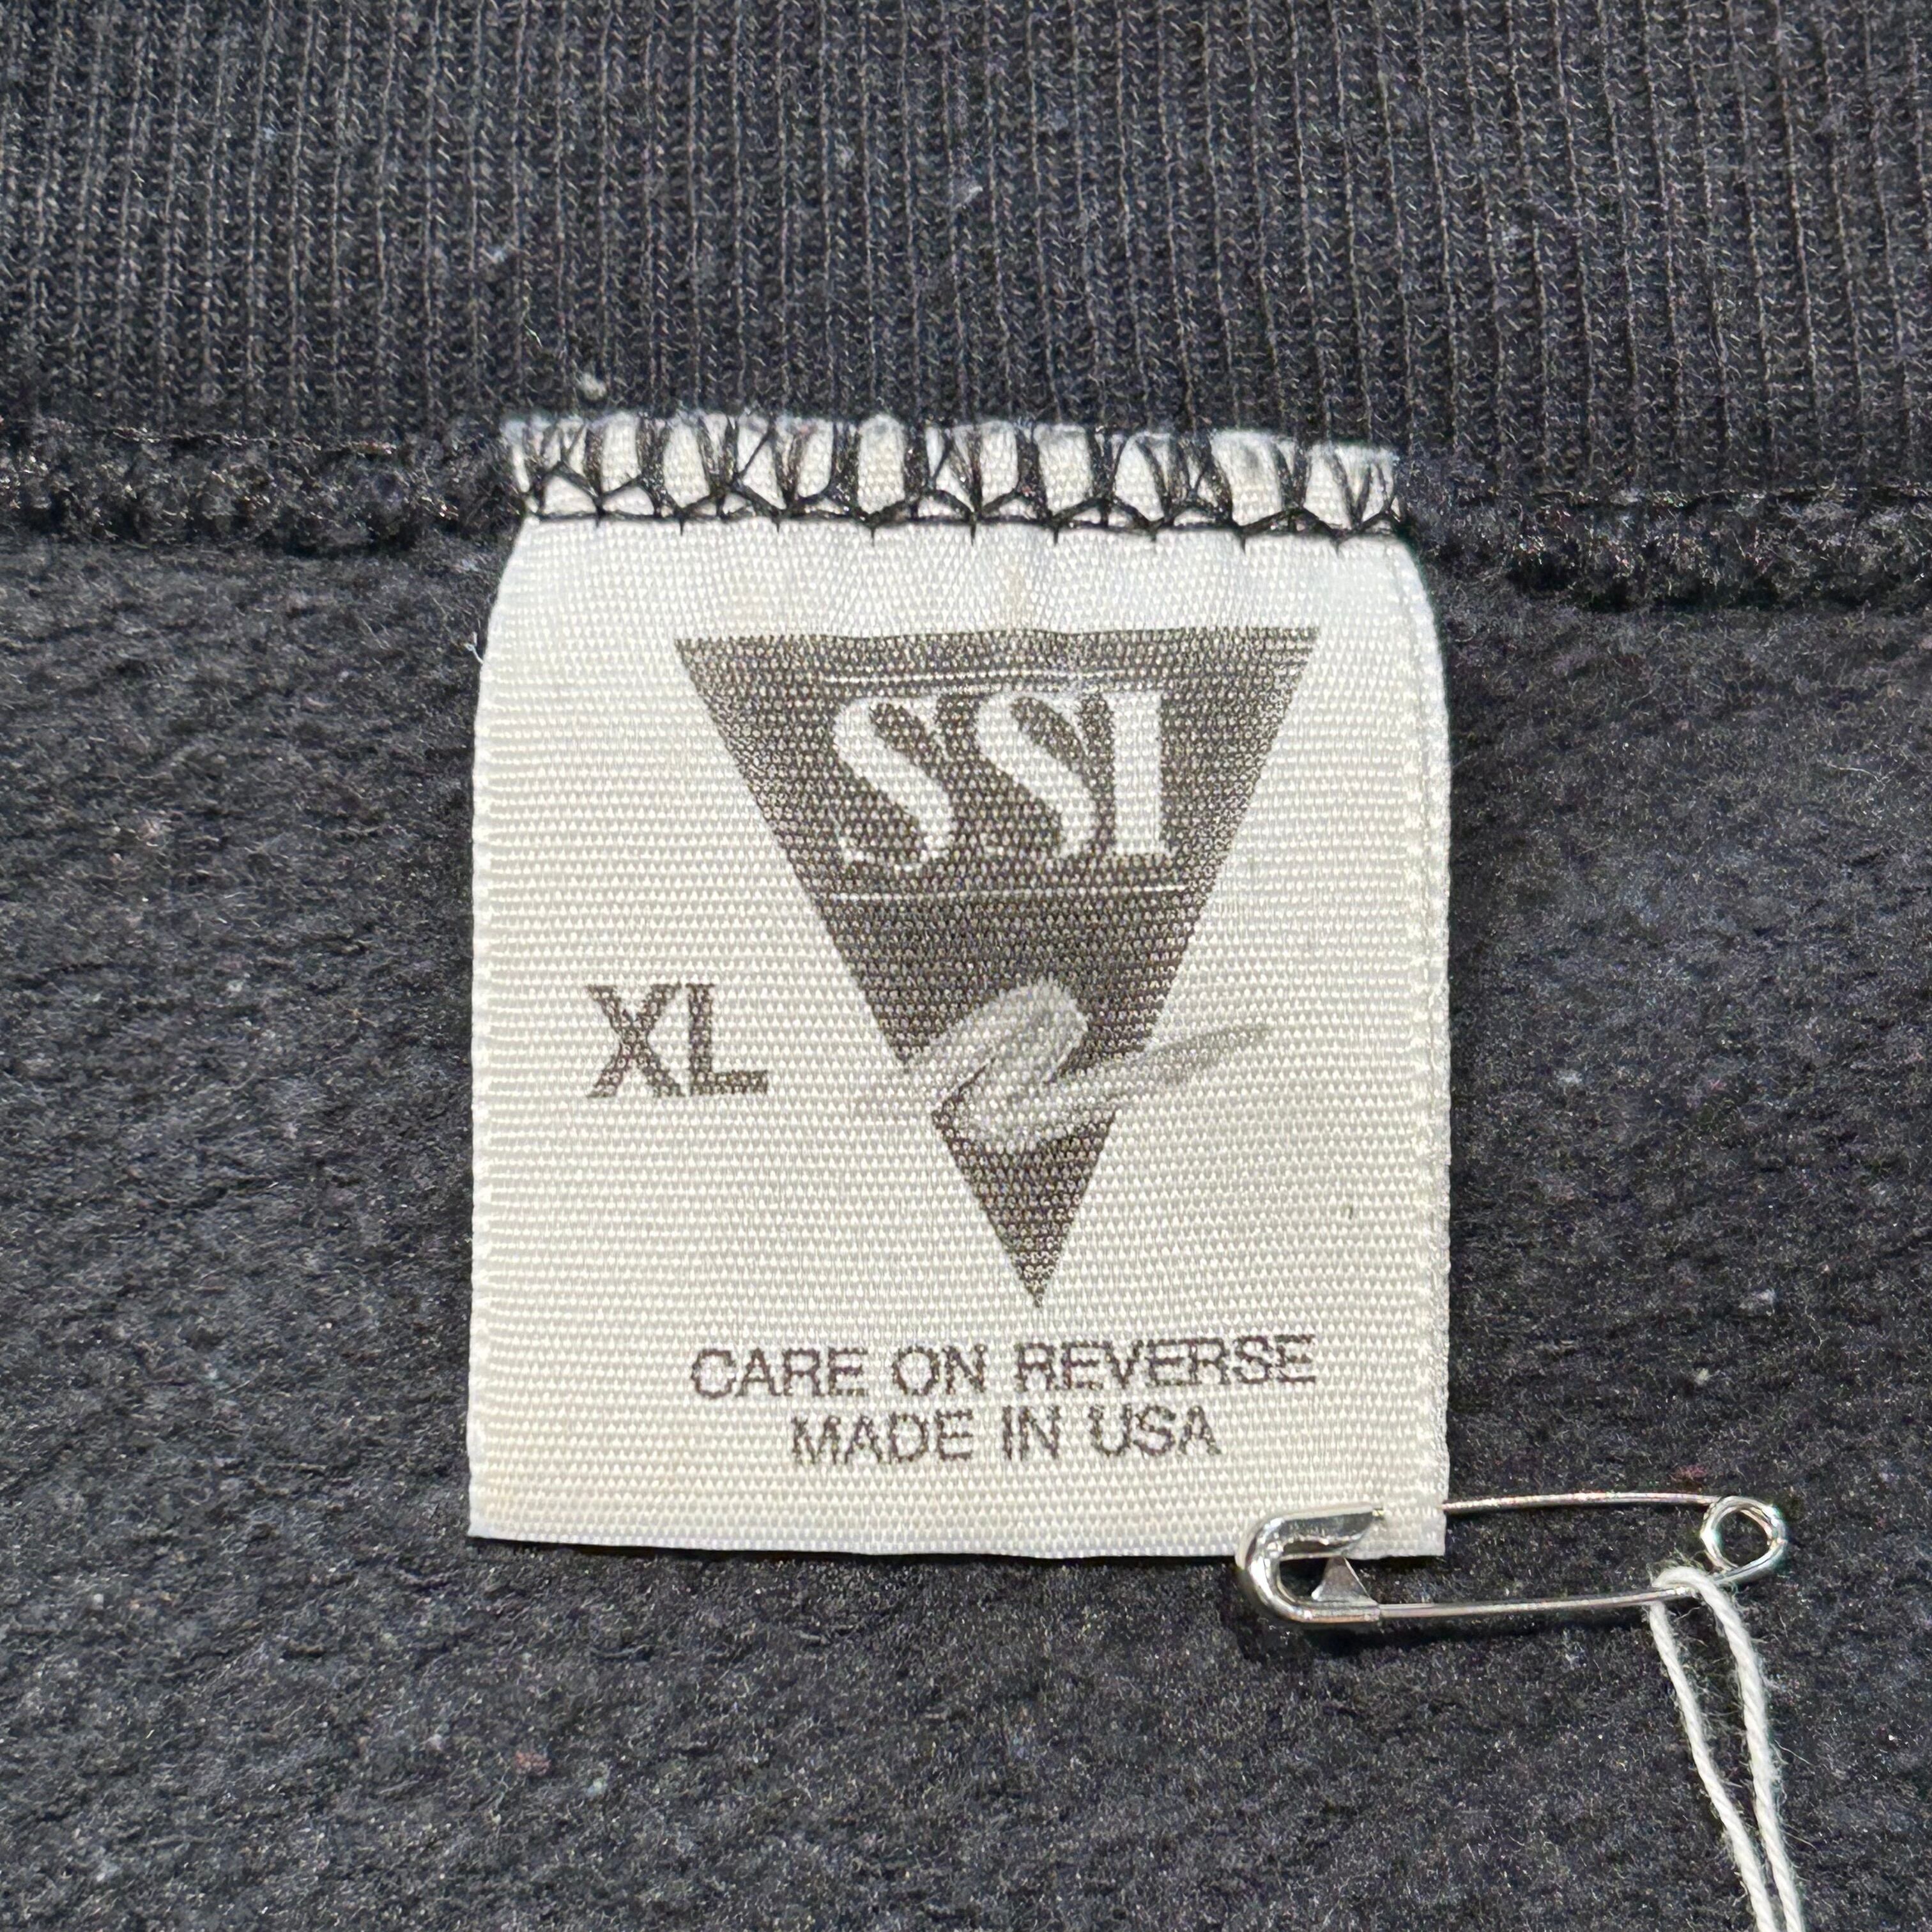 SSI
XL
CARE ON REVERSE
MADE IN USA